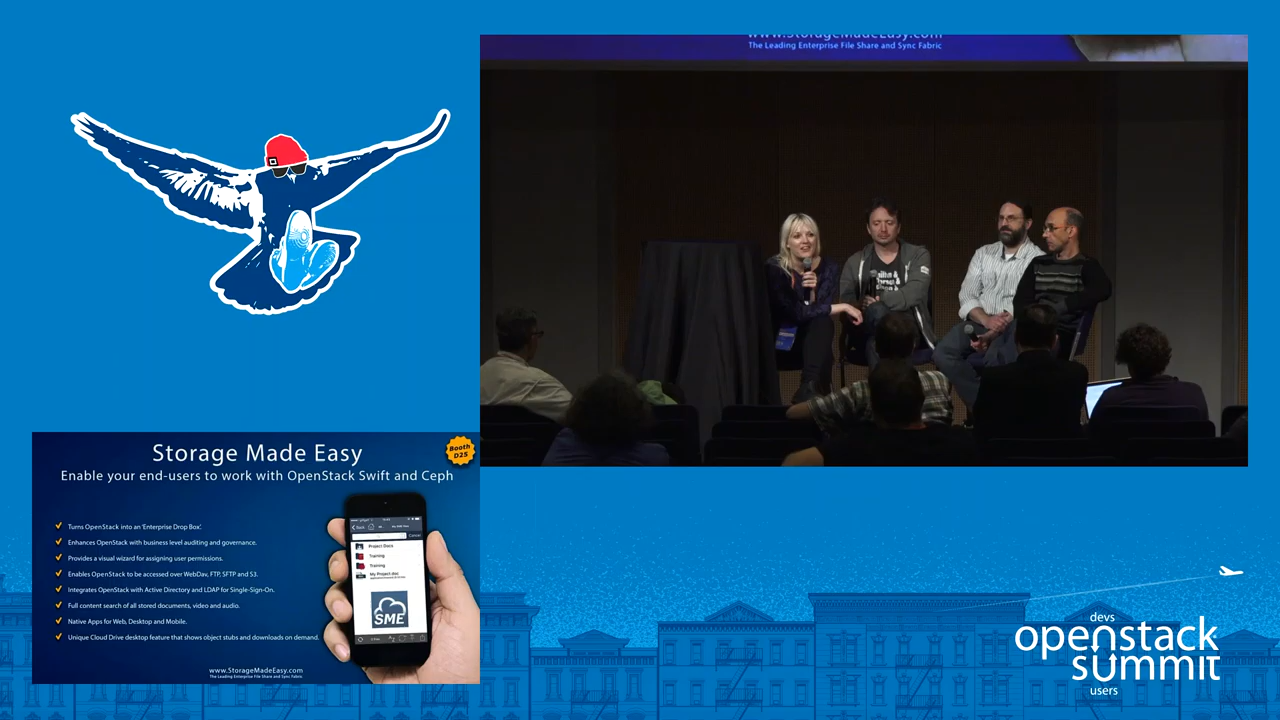 www.StorageMadeEasy.com
The Leading Enterprise File Share and Sync Fabric
Storage Made Easy
Booth
D25
Enable your end-users to work with OpenStack Swift and Ceph
Turns OpenStack into an 'Enterprise Drop Box'.
Enhances OpenStack with business level auditing and governance.
Provides a visual wizard for assigning user permissions.
Enables OpenStack to be accessed over WebDav, FTP, SFTP and S3.
Integrates OpenStack with Active Directory and LDAP for Single-Sign-On.
Full content search of all stored documents, video and audio.
Native Apps for Web, Desktop and Mobile.
Unique Cloud Drive desktop feature that shows object stubs and downloads on demand.
Cancel
Project Docs
Training
Training
My Project doc
SME
www.StorageMadeEasy.com
The Leading Enterprise File Share and Sync Fabric
devs
openstack
summit
users